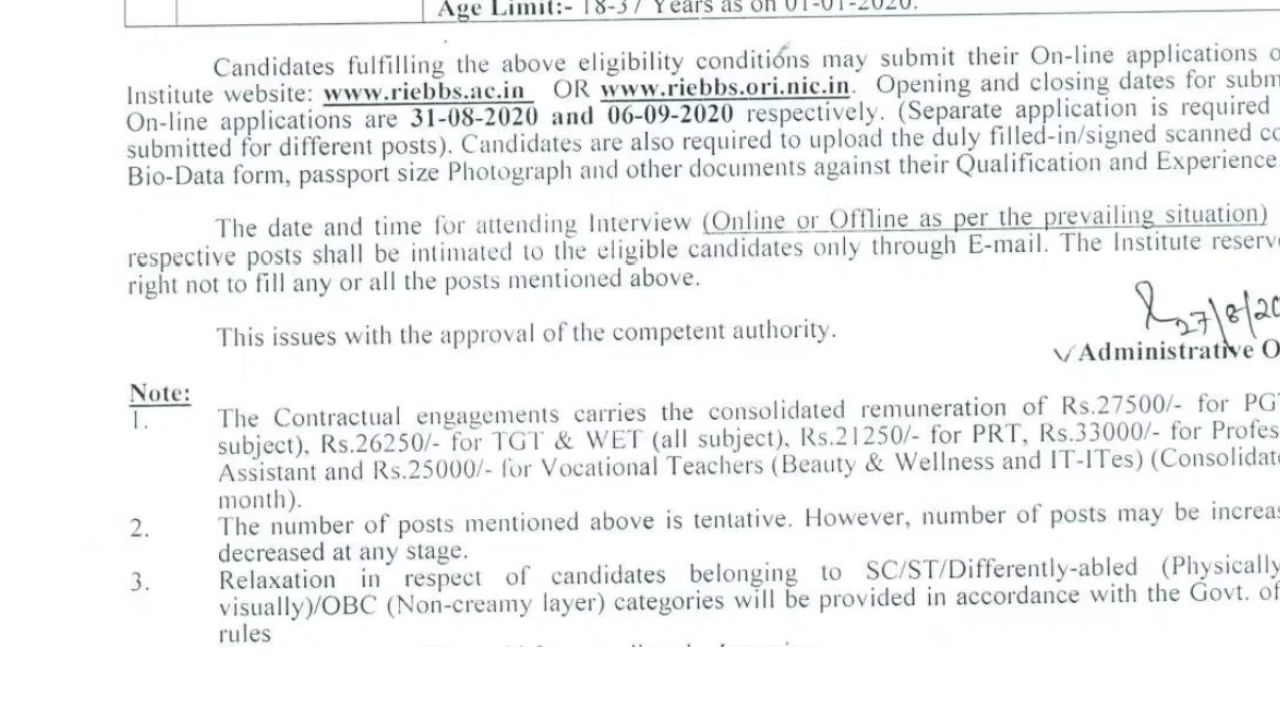 Age Limit:- 18-37 Years as on 01-01-2020.
Candidates fulfilling the above eligibility conditions may submit their On-line applications
Institute website: www.riebbs.ac.in OR www.riebbs.ori.nic.in. Opening and closing dates for subm
On-line applications are 31-08-2020 and 06-09-2020 respectively. (Separate application is required
submitted for different posts). Candidates are also required to upload the duly filled-in/signed scanned co
Bio-Data form, passport size Photograph and other documents against their Qualification and Experience
The date and time for attending Interview (Online or Offline as per the prevailing situation)
respective posts shall be intimated to the eligible candidates only through E-mail. The Institute reserv
right not to fill any or all the posts mentioned above.
This issues with the approval of the competent authority.
27/8/20
Administrative O
Note:
1. The Contractual engagements carries the consolidated remuneration of Rs.27500/- for PG
subject), Rs.26250/- for TGT & WET (all subject), Rs.21250/- for PRT, Rs.33000/- for Profes
Assistant and Rs.25000/- for Vocational Teachers (Beauty & Wellness and IT-ITes) (Consolidat
month).
2. The number of posts mentioned above is tentative. However, number of posts may be increa
decreased at any stage.
3. Relaxation in respect of candidates belonging to SC/ST/Differently-abled (Physically
visually)/OBC (Non-creamy layer) categories will be provided in accordance with the Govt. of
rules